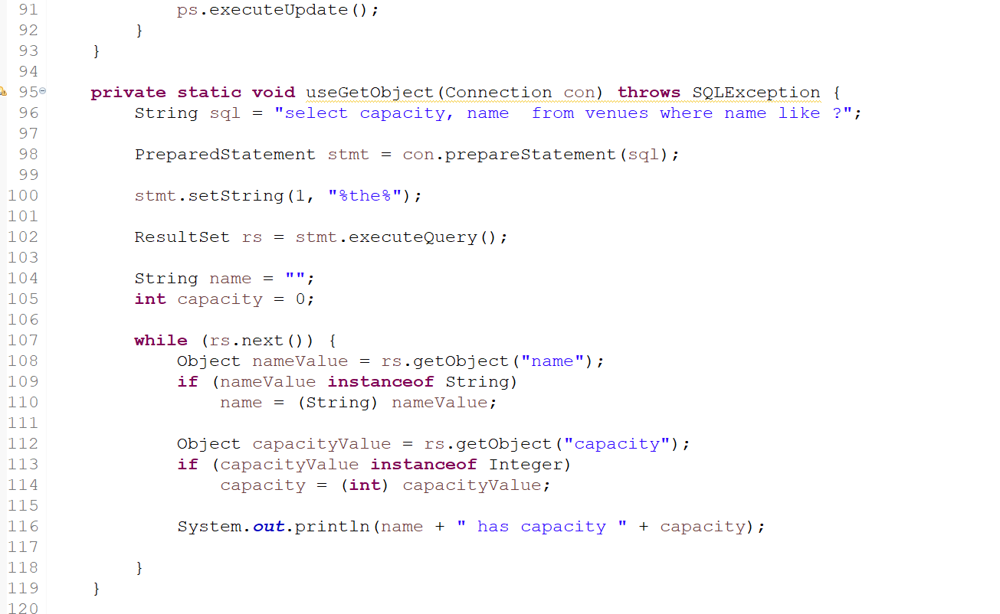 91 ps.executeUpdate();
92 }
93 }
94
95 private static void useGetObject(Connection con) throws SQLException {
96 String sql = "select capacity, name  from venues where name like ?";
97
98 PreparedStatement stmt = con.prepareStatement(sql);
99
100 stmt.setString(1, "%the%");
101
102 ResultSet rs = stmt.executeQuery();
103
104 String name = "";
105 int capacity = 0;
106
107 while (rs.next()) {
108 Object nameValue = rs.getObject("name");
109 if (nameValue instanceof String)
110 name = (String) nameValue;
111
112 Object capacityValue = rs.getObject("capacity");
113 if (capacityValue instanceof Integer)
114 capacity = (int) capacityValue;
115
116 System.out.println(name + " has capacity " + capacity);
117
118 }
119 }
120